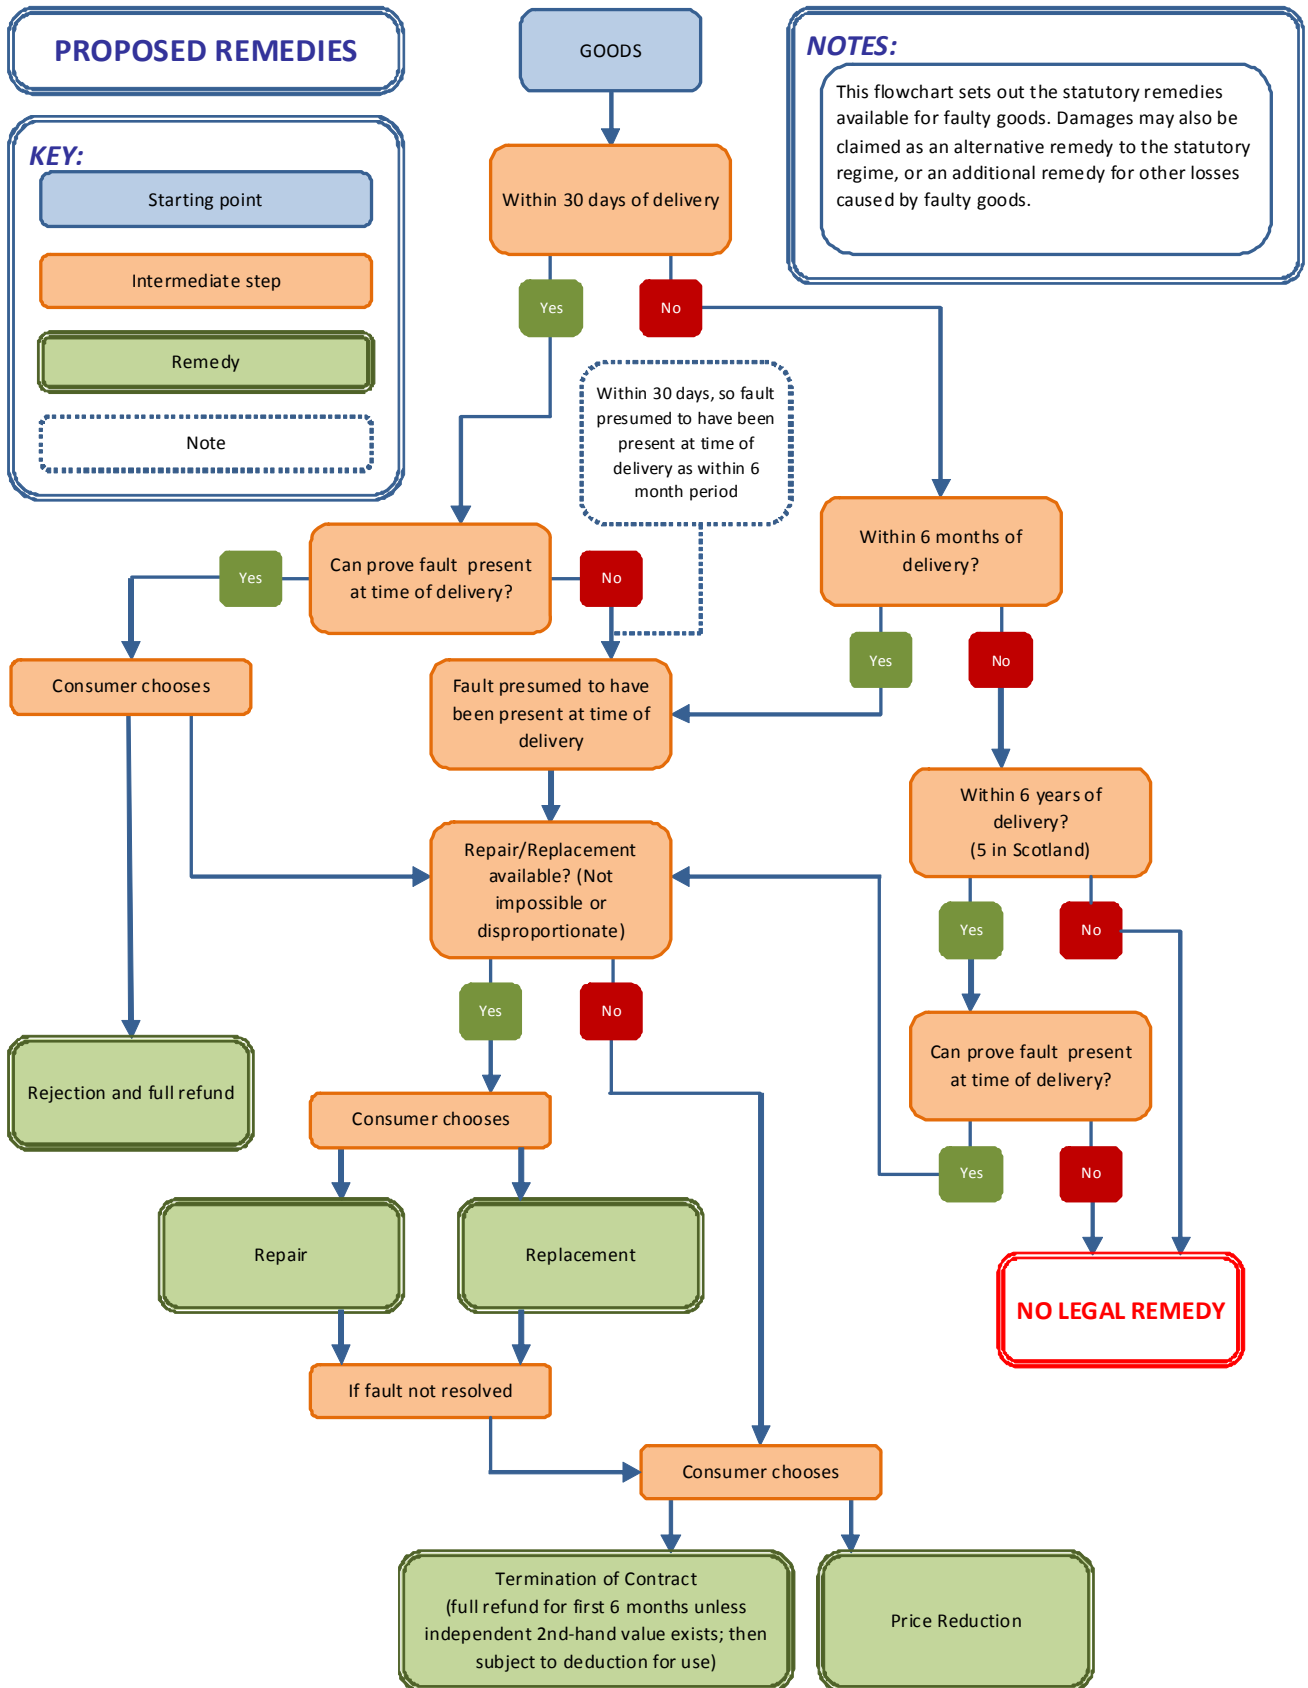 PROPOSED REMEDIES
GOODS
NOTES:
This flowchart sets out the statutory remedies
available for faulty goods. Damages may also be
claimed as an alternative remedy to the statutory
regime, or an additional remedy for other losses
caused by faulty goods.
KEY:
Starting point
Intermediate step
Remedy
Note
Within 30 days of delivery
Yes
No
Within 30 days, so fault
presumed to have been
present at time of
delivery as within 6
month period
Within 6 months of
delivery?
Can prove fault present
at time of delivery?
Yes
No
Yes
No
Consumer chooses
Fault presumed to have
been present at time of
delivery
Within 6 years of
delivery?
(5 in Scotland)
Repair/Replacement
available? (Not
impossible or
disproportionate)
Yes
No
Yes
No
Can prove fault present
at time of delivery?
Rejection and full refund
Consumer chooses
Yes
No
Repair
Replacement
NO LEGAL REMEDY
If fault not resolved
Consumer chooses
Termination of Contract
(full refund for first 6 months unless
independent 2nd-hand value exists; then
subject to deduction for use)
Price Reduction